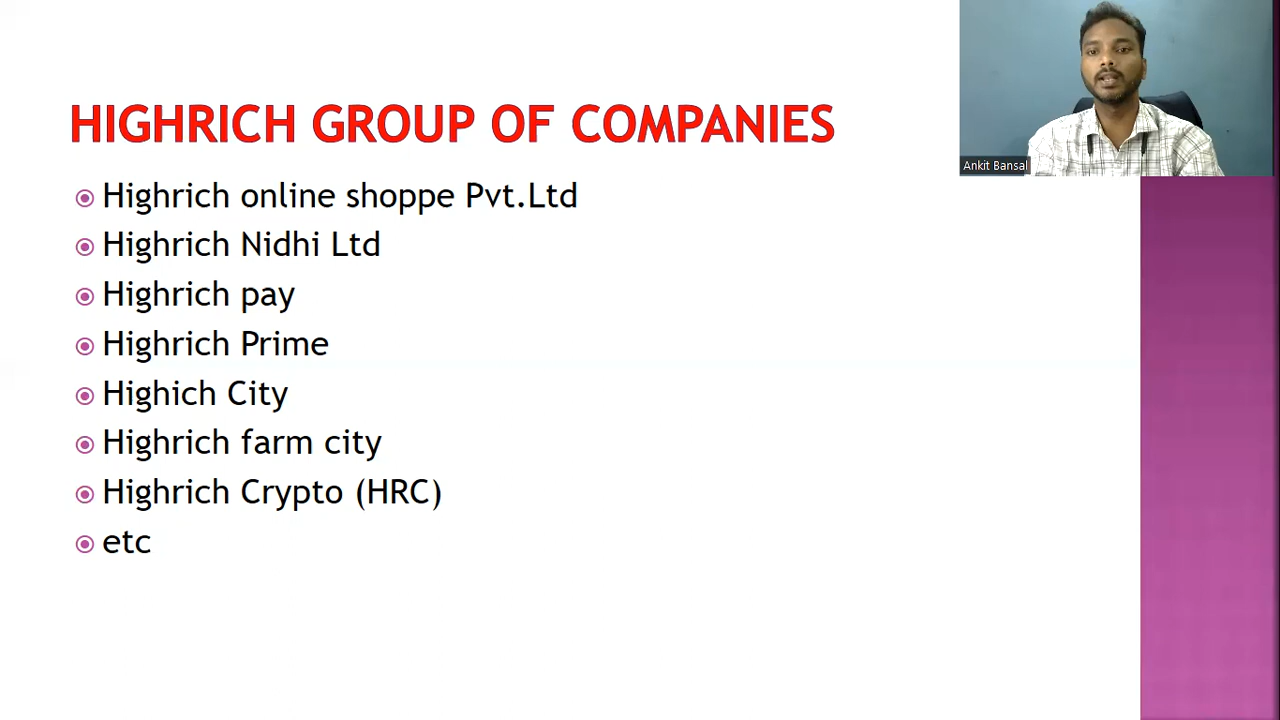 HIGHRICH GROUP OF COMPANIES
Highrich online shoppe Pvt.Ltd
Highrich Nidhi Ltd
Highrich pay
Highrich Prime
Highich City
Highrich farm city
Highrich Crypto (HRC)
etc
Ankit Bansal